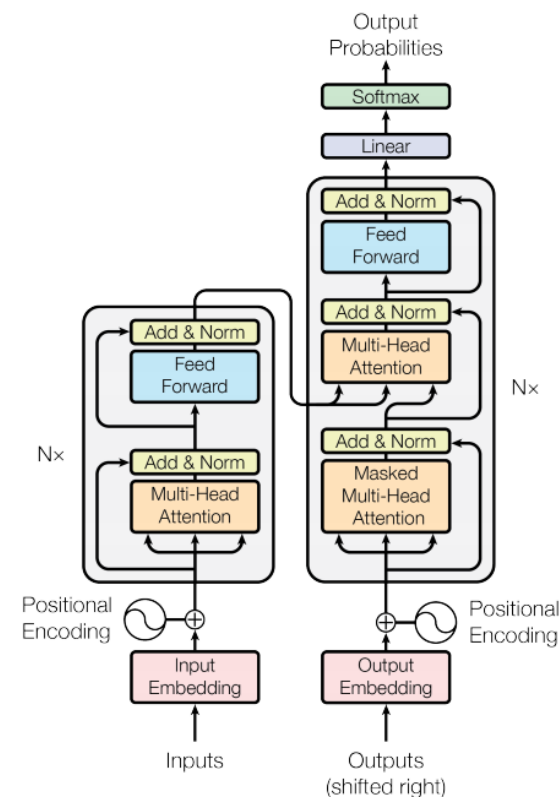 Output
Probabilities
Softmax
Linear
Add & Norm
Feed
Forward
Add & Norm
Multi-Head
Attention
Add & Norm
Masked
Multi-Head
Attention
N×
Positional
Encoding
Output
Embedding
Outputs
(shifted right)
Add & Norm
Feed
Forward
Add & Norm
Multi-Head
Attention
N×
Positional
Encoding
Input
Embedding
Inputs